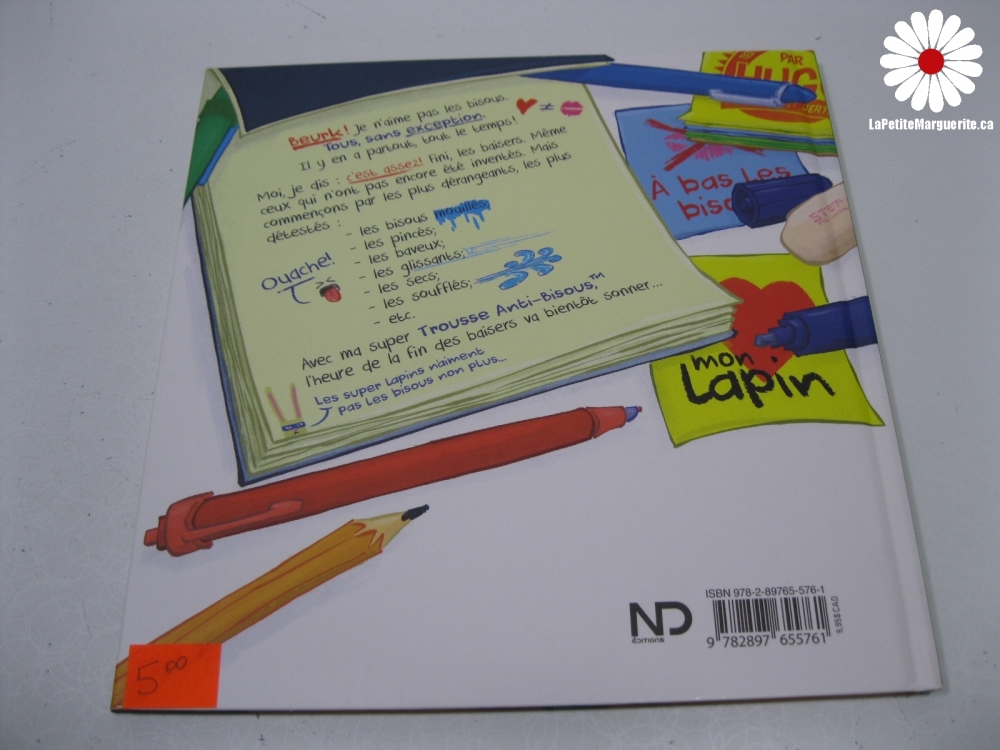 LaPetiteMarguerite.ca
PAR
HUG
Beurk! Je n'aime pas les bisous.
Tous, sans exception.
Il y en a partout, tout le temps!
≠
Moi, je dis : c'est assez! Fini, les baisers. Même
ceux qui n'ont pas encore été inventés. Mais
commençons par les plus dérangeants, les plus
détestés :
- les bisous mouillés;
- les pincés;
- les baveux;
- les glissants;
- les secs;
- les soufflés;
- etc.
Ouache!
><
Avec ma super Trousse Anti-Bisous,™
l'heure de la fin des baisers va bientôt sonner...
Les super lapins n'aiment
pas les bisous non plus...
À bas les
mon
Lapin
5.00
ND
éditions
ISBN 978-2-89765-576-1
9 782897 655761
9,95$ CAD